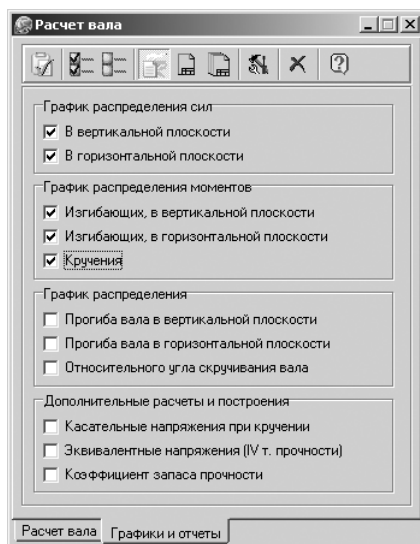 Расчет вала
График распределения сил
В вертикальной плоскости
В горизонтальной плоскости
График распределения моментов
Изгибающих, в вертикальной плоскости
Изгибающих, в горизонтальной плоскости
Кручения
График распределения
Прогиба вала в вертикальной плоскости
Прогиба вала в горизонтальной плоскости
Относительного угла скручивания вала
Дополнительные расчеты и построения
Касательные напряжения при кручении
Эквивалентные напряжения (IV т. прочности)
Коэффициент запаса прочности
Расчет вала Графики и отчеты